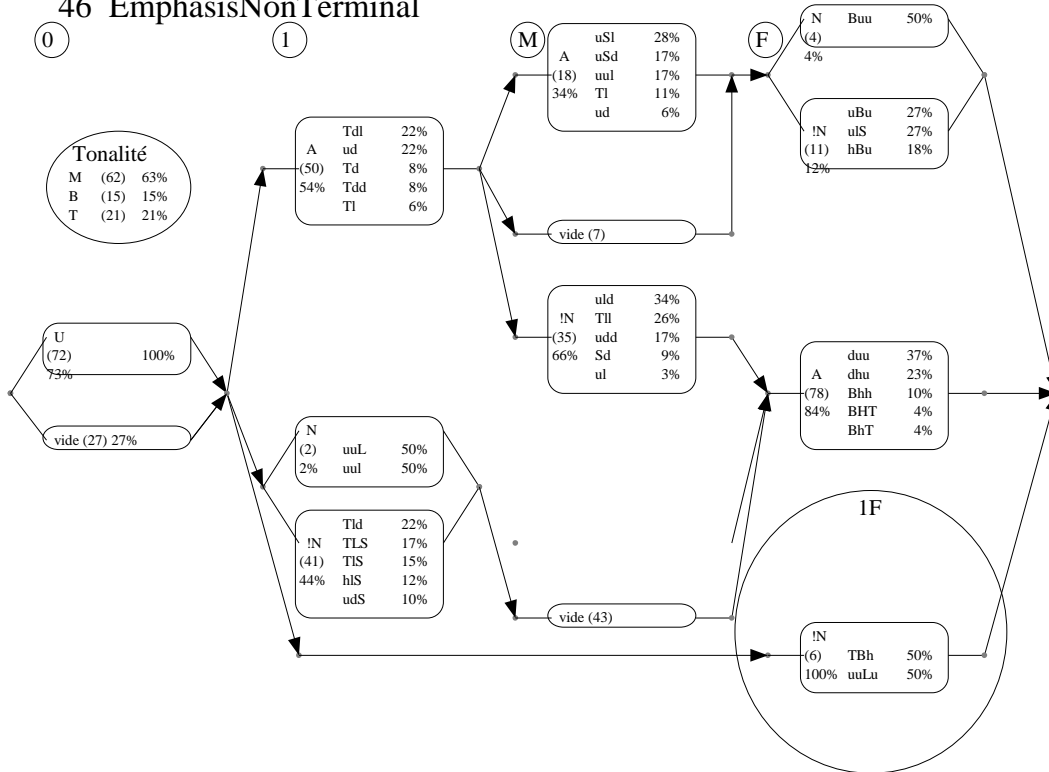 46 EmphasisNonTerminal
0 1 M F
Tonalité
M (62) 63%
B (15) 15%
T (21) 21%
U
(72) 100%
73%
vide (27) 27%
Tdl 22%
A ud 22%
(50) Td 8%
54% Tdd 8%
Tl 6%
N
(2) uuL 50%
2% uul 50%
Tld 22%
!N TLS 17%
(41) TlS 15%
44% hlS 12%
udS 10%
uSl 28%
A uSd 17%
(18) uul 17%
34% Tl 11%
ud 6%
vide (7)
uld 34%
!N Tll 26%
(35) udd 17%
66% Sd 9%
ul 3%
vide (43)
N Buu 50%
(4)
4%
uBu 27%
!N ulS 27%
(11) hBu 18%
12%
duu 37%
A dhu 23%
(78) Bhh 10%
84% BHT 4%
BhT 4%
1F
!N
(6) TBh 50%
100% uuLu 50%